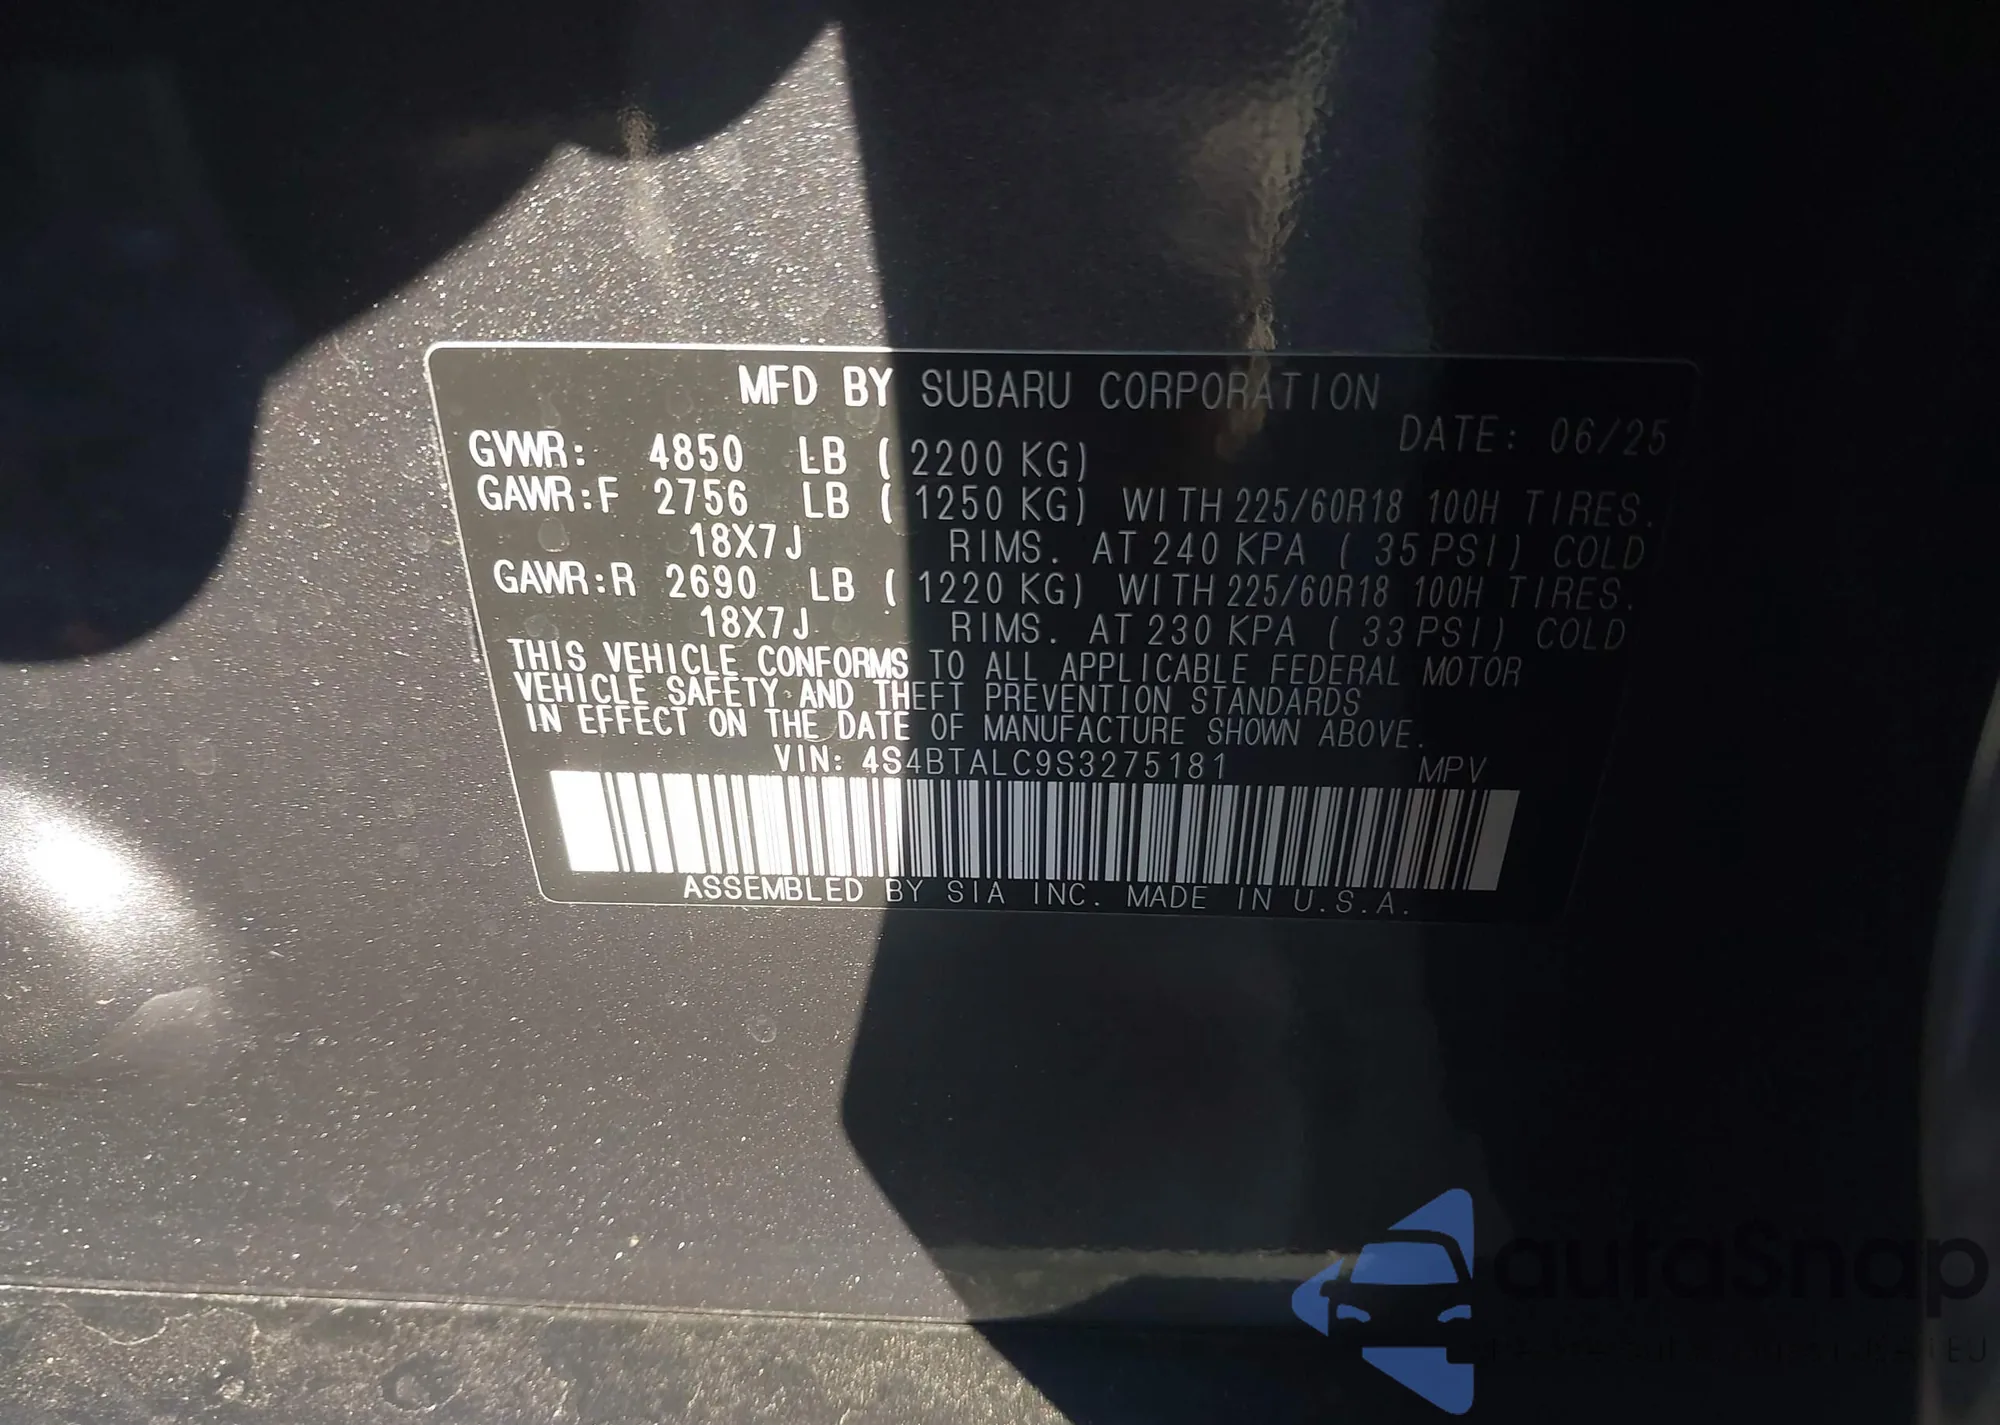 MFD BY SUBARU CORPORATION
DATE: 06/25
GVWR: 4850 LB ( 2200 KG)
GAWR:F 2756 LB ( 1250 KG) WITH 225/60R18 100H TIRES.
18X7J RIMS. AT 240 KPA ( 35 PSI) COLD
GAWR:R 2690 LB ( 1220 KG) WITH 225/60R18 100H TIRES.
18X7J RIMS. AT 230 KPA ( 33 PSI) COLD
THIS VEHICLE CONFORMS TO ALL APPLICABLE FEDERAL MOTOR
VEHICLE SAFETY AND THEFT PREVENTION STANDARDS
IN EFFECT ON THE DATE OF MANUFACTURE SHOWN ABOVE.
VIN: 4S4BTALC9S3275181 MPV
ASSEMBLED BY SIA INC. MADE IN U.S.A.
autoSnap